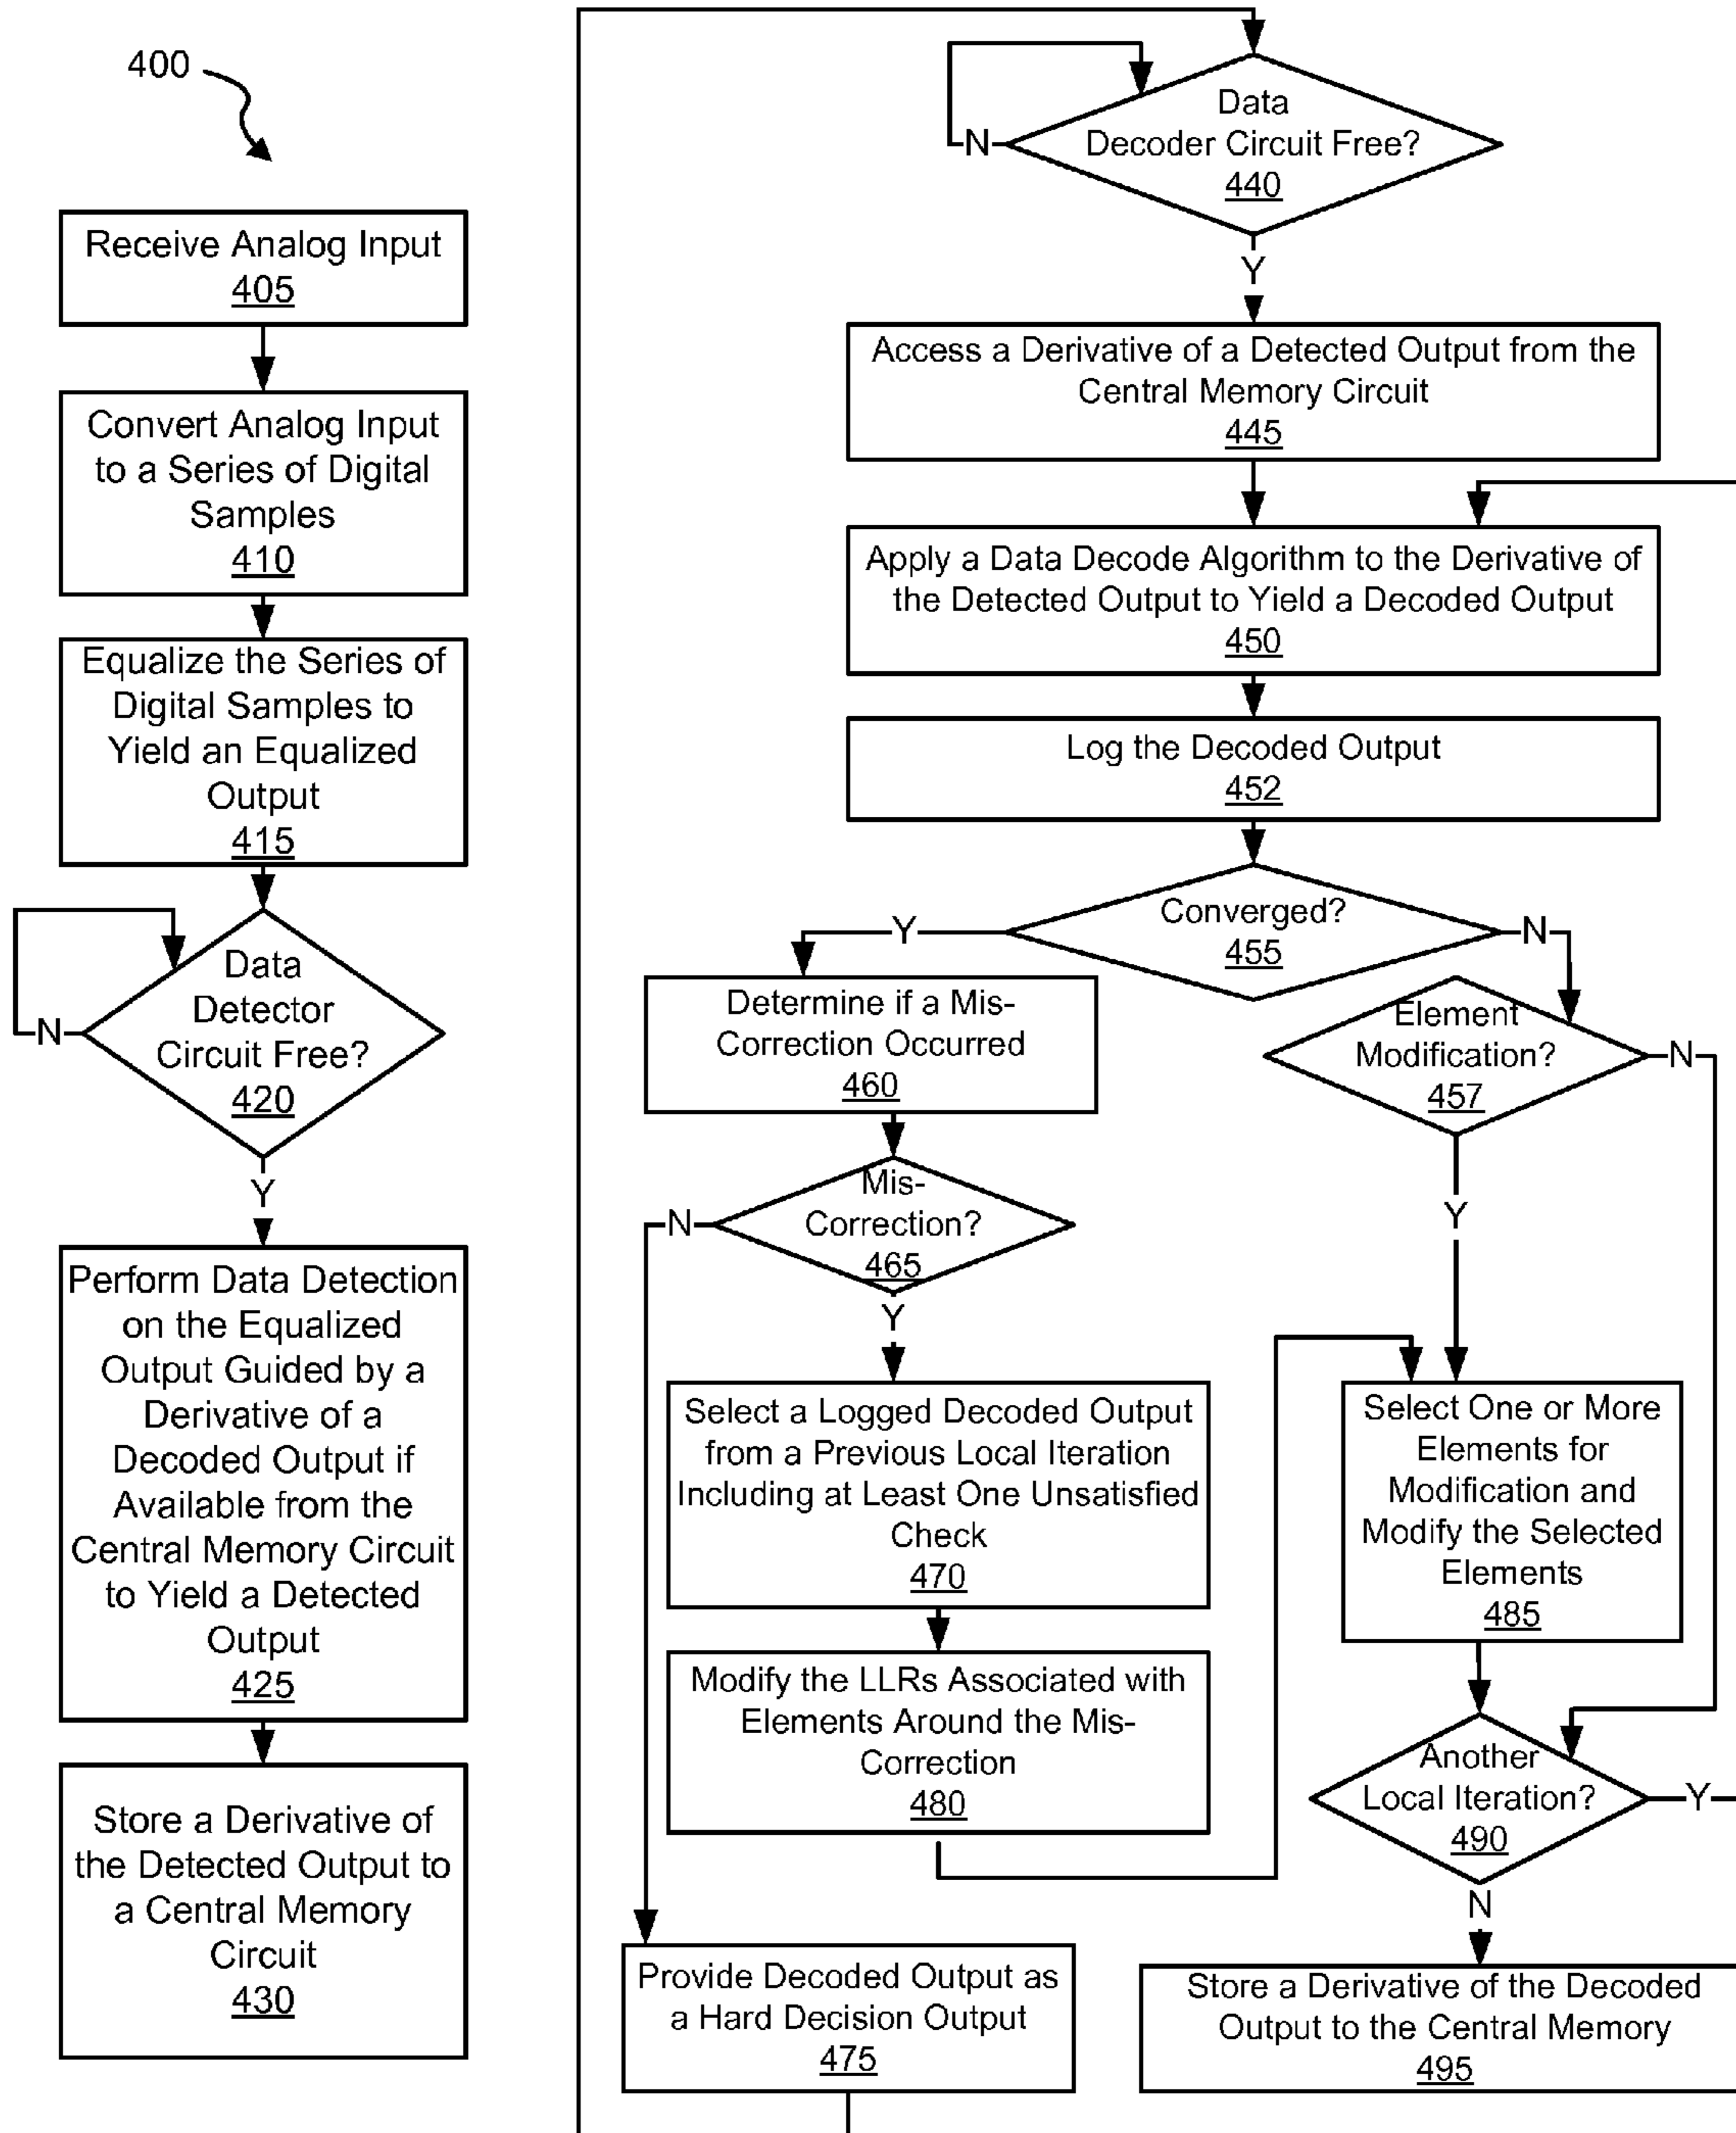 400
Receive Analog Input
405
Convert Analog Input
to a Series of Digital
Samples
410
Equalize the Series of
Digital Samples to
Yield an Equalized
Output
415
Data
Detector
Circuit Free?
420
N
Y
Perform Data Detection
on the Equalized
Output Guided by a
Derivative of a
Decoded Output if
Available from the
Central Memory Circuit
to Yield a Detected
Output
425
Store a Derivative of
the Detected Output to
a Central Memory
Circuit
430
Data
Decoder Circuit Free?
440
N
Y
Access a Derivative of a Detected Output from the
Central Memory Circuit
445
Apply a Data Decode Algorithm to the Derivative of
the Detected Output to Yield a Decoded Output
450
Log the Decoded Output
452
Converged?
455
Y
N
Determine if a Mis-
Correction Occurred
460
Element
Modification?
457
N
Y
Mis-
Correction?
465
N
Y
Select a Logged Decoded Output
from a Previous Local Iteration
Including at Least One Unsatisfied
Check
470
Modify the LLRs Associated with
Elements Around the Mis-
Correction
480
Select One or More
Elements for
Modification and
Modify the Selected
Elements
485
Another
Local Iteration?
490
Y
N
Provide Decoded Output as
a Hard Decision Output
475
Store a Derivative of the Decoded
Output to the Central Memory
495